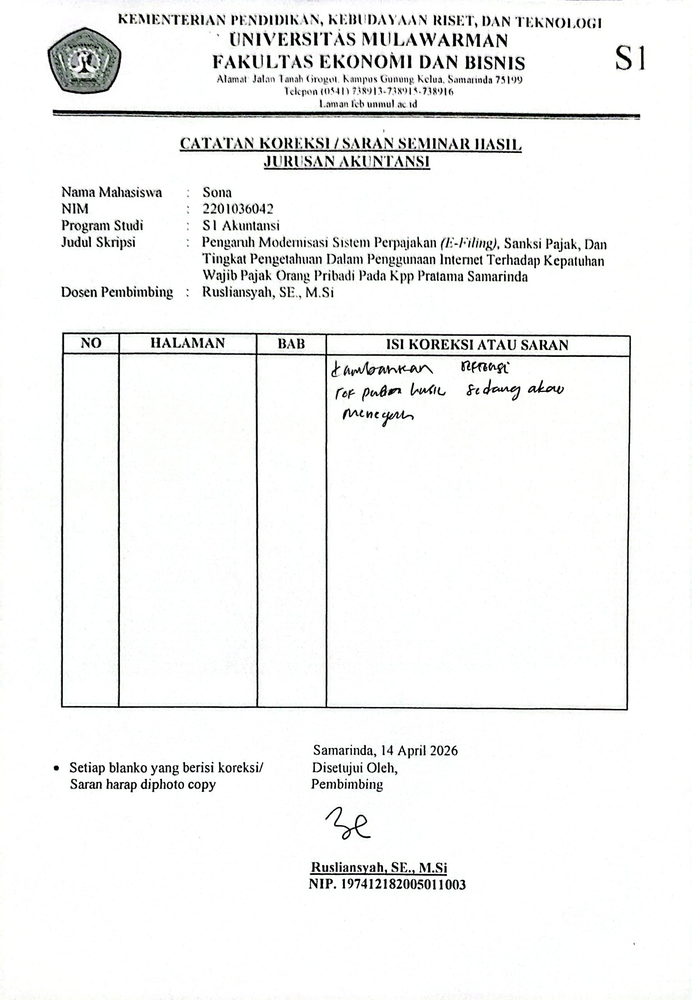 KEMENTERIAN PENDIDIKAN, KEBUDAYAAN RISET, DAN TEKNOLOGI
UNIVERSITAS MULAWARMAN
FAKULTAS EKONOMI DAN BISNIS
S1
Alamat: Jalan Tanah Grogot, Kampus Gunung Kelua, Samarinda 75199
Telepon (0541) 738913-738915-738916
Laman feb.unmul.ac.id
CATATAN KOREKSI / SARAN SEMINAR HASIL
JURUSAN AKUNTANSI
Nama Mahasiswa : Sona
NIM : 2201036042
Program Studi : S1 Akuntansi
Judul Skripsi : Pengaruh Modernisasi Sistem Perpajakan (E-Filing), Sanksi Pajak, Dan
Tingkat Pengetahuan Dalam Penggunaan Internet Terhadap Kepatuhan
Wajib Pajak Orang Pribadi Pada Kpp Pratama Samarinda
Dosen Pembimbing : Rusliansyah, SE., M.Si
NO HALAMAN BAB ISI KOREKSI ATAU SARAN
tambahkan
hasil sedang akan
Samarinda, 14 April 2026
• Setiap blanko yang berisi koreksi/ Disetujui Oleh,
Saran harap diphoto copy Pembimbing
Rusliansyah, SE., M.Si
NIP. 197412182005011003